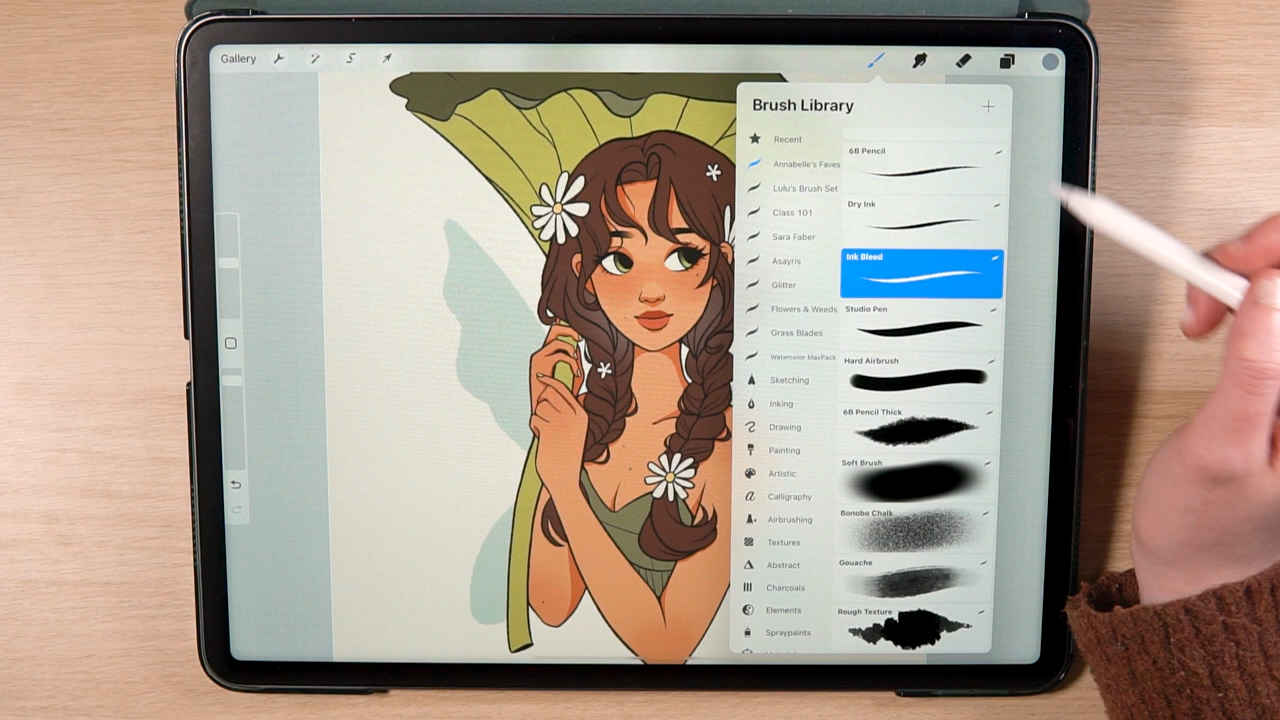 Gallery
Brush Library
Recent
Annabelle's Faves
Lulu's Brush Set
Class 101
Sara Faber
Asayris
Glitter
Flowers & Weeds
Grass Blades
Watercolor MaxPack
Sketching
Inking
Drawing
Painting
Artistic
Calligraphy
Airbrushing
Textures
Abstract
Charcoals
Elements
Spraypaints
6B Pencil
Dry Ink
Ink Bleed
Studio Pen
Hard Airbrush
6B Pencil Thick
Soft Brush
Bonobo Chalk
Gouache
Rough Texture